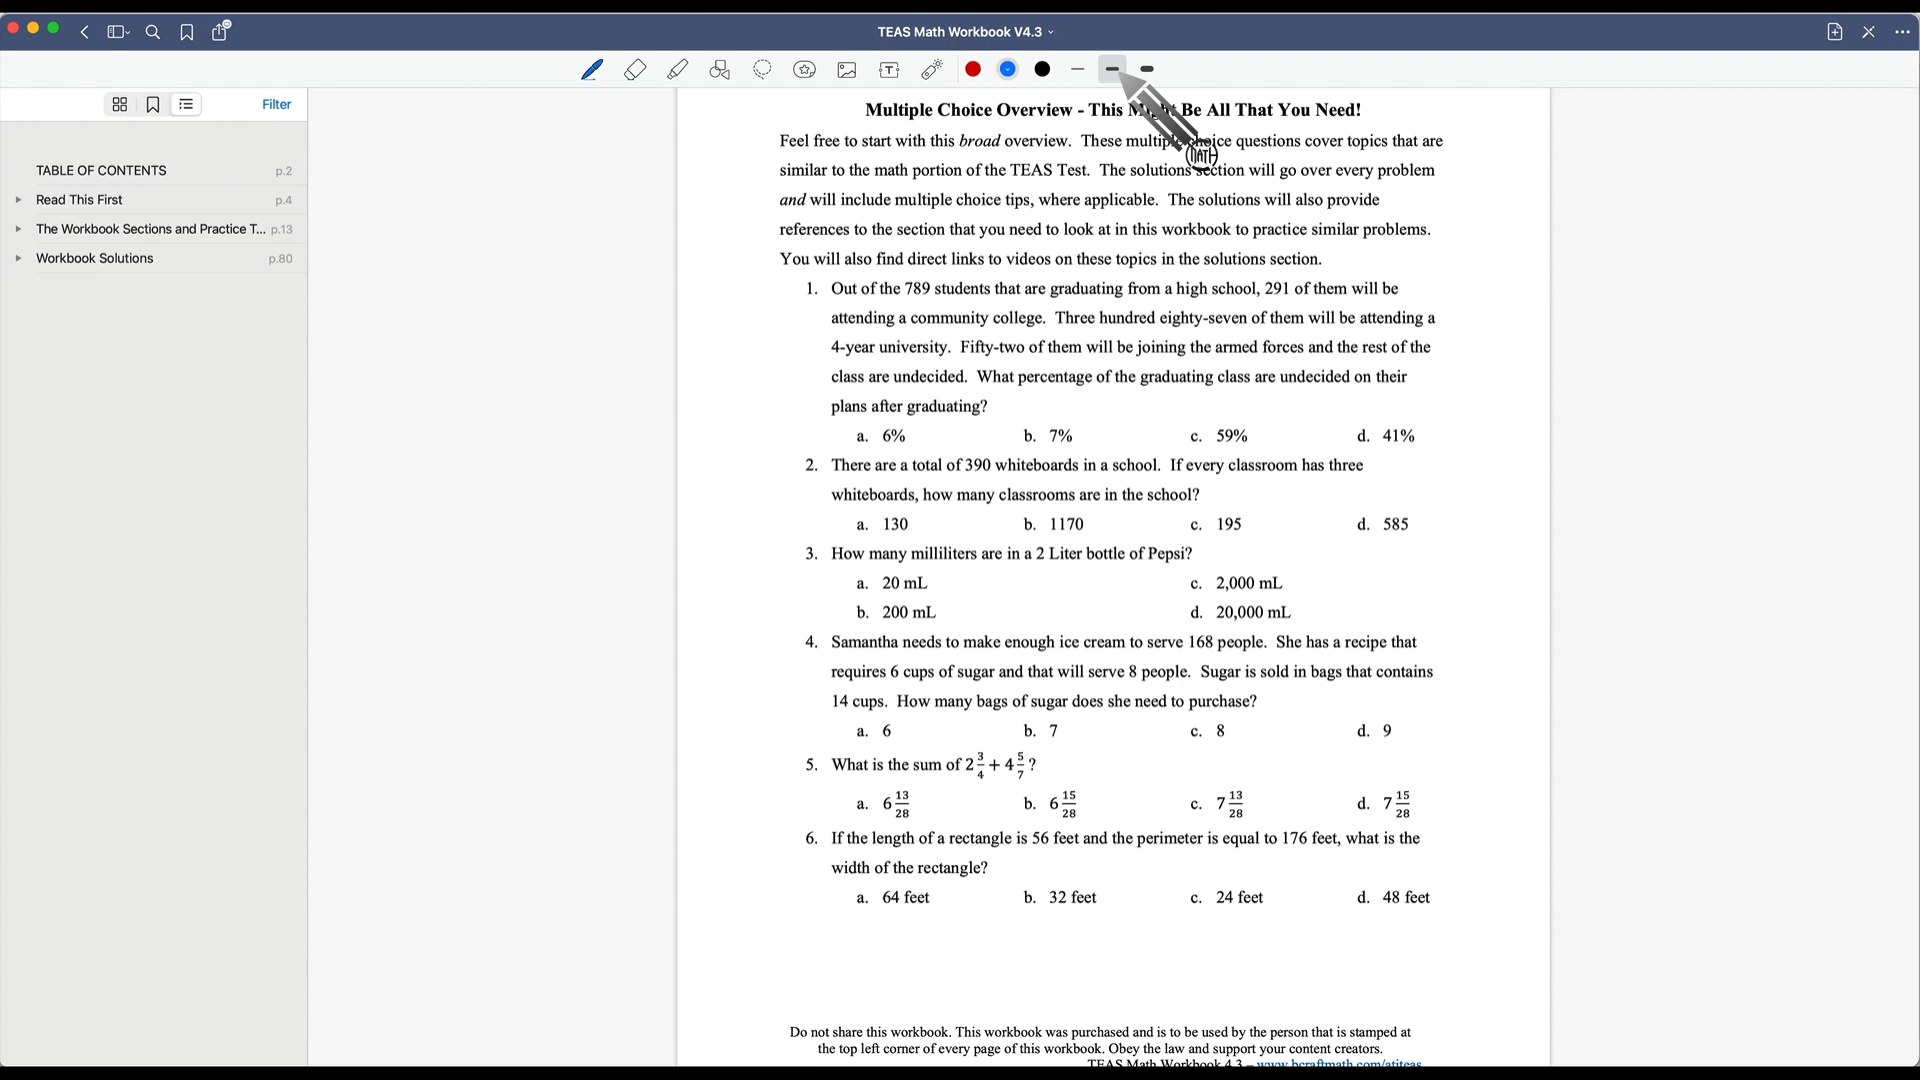 TEAS Math Workbook V4.3
Filter
TABLE OF CONTENTS p.2
Read This First p.4
The Workbook Sections and Practice T... p.13
Workbook Solutions p.80
Multiple Choice Overview - This Might Be All That You Need!
Feel free to start with this broad overview. These multiple choice questions cover topics that are
similar to the math portion of the TEAS Test. The solutions section will go over every problem
and will include multiple choice tips, where applicable. The solutions will also provide
references to the section that you need to look at in this workbook to practice similar problems.
You will also find direct links to videos on these topics in the solutions section.
1. Out of the 789 students that are graduating from a high school, 291 of them will be
attending a community college. Three hundred eighty-seven of them will be attending a
4-year university. Fifty-two of them will be joining the armed forces and the rest of the
class are undecided. What percentage of the graduating class are undecided on their
plans after graduating?
a. 6% b. 7% c. 59% d. 41%
2. There are a total of 390 whiteboards in a school. If every classroom has three
whiteboards, how many classrooms are in the school?
a. 130 b. 1170 c. 195 d. 585
3. How many milliliters are in a 2 Liter bottle of Pepsi?
a. 20 mL c. 2,000 mL
b. 200 mL d. 20,000 mL
4. Samantha needs to make enough ice cream to serve 168 people. She has a recipe that
requires 6 cups of sugar and that will serve 8 people. Sugar is sold in bags that contains
14 cups. How many bags of sugar does she need to purchase?
a. 6 b. 7 c. 8 d. 9
5. What is the sum of 2 3/4 + 4 5/7 ?
a. 6 13/28 b. 6 15/28 c. 7 13/28 d. 7 15/28
6. If the length of a rectangle is 56 feet and the perimeter is equal to 176 feet, what is the
width of the rectangle?
a. 64 feet b. 32 feet c. 24 feet d. 48 feet
Do not share this workbook. This workbook was purchased and is to be used by the person that is stamped at
the top left corner of every page of this workbook. Obey the law and support your content creators.
TEAS Math Workbook 4.3 – www.bcraftmath.com/atiteas
MATH